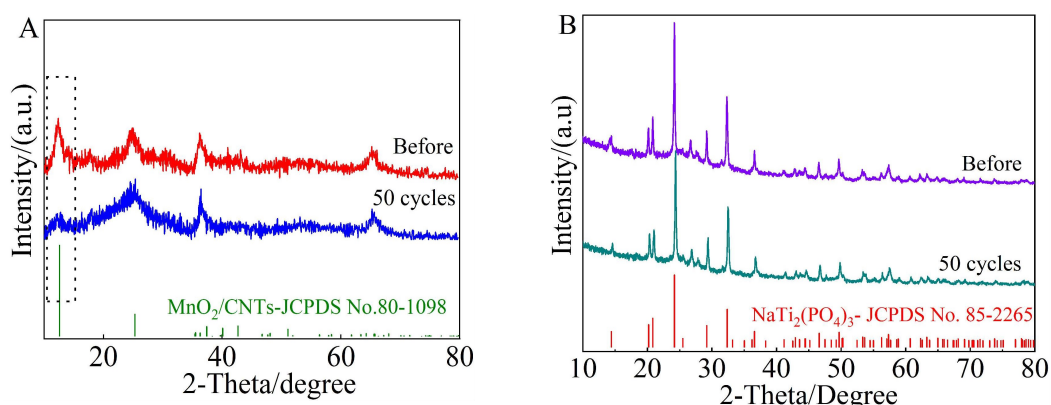 A
Intensity/(a.u.)
Before
50 cycles
MnO₂/CNTs-JCPDS No.80-1098
20 40 60 80
2-Theta/degree
B
Intensity/(a.u)
Before
50 cycles
NaTi₂(PO₄)₃- JCPDS No. 85-2265
10 20 30 40 50 60 70 80
2-Theta/Degree